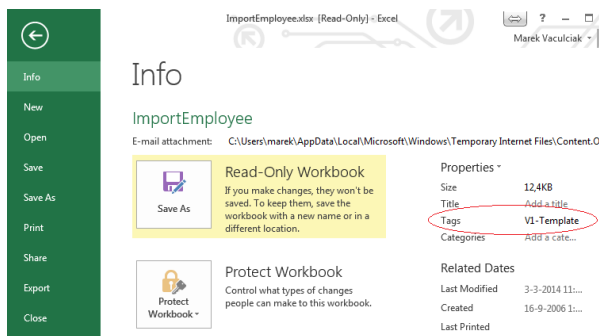 ImportEmployee.xlsx [Read-Only] - Excel
?
Marek Vaculciak
Info
New
Open
Save
Save As
Print
Share
Export
Close
Info
ImportEmployee
E-mail attachment: C:\Users\marek\AppData\Local\Microsoft\Windows\Temporary Internet Files\Content.O
Save As
Read-Only Workbook
If you make changes, they won't be
saved. To keep them, save the
workbook with a new name or in a
different location.
Protect
Workbook
Protect Workbook
Control what types of changes
people can make to this workbook.
Properties
Size 12,4KB
Title Add a title
Tags V1-Template
Categories Add a cate...
Related Dates
Last Modified 3-3-2014 11:...
Created 16-9-2006 1:...
Last Printed